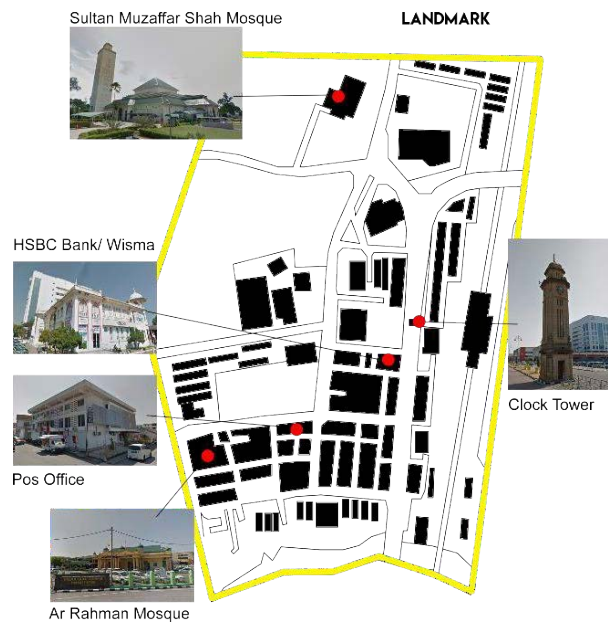 Sultan Muzaffar Shah Mosque
LANDMARK
HSBC Bank/ Wisma
Clock Tower
Pos Office
Ar Rahman Mosque